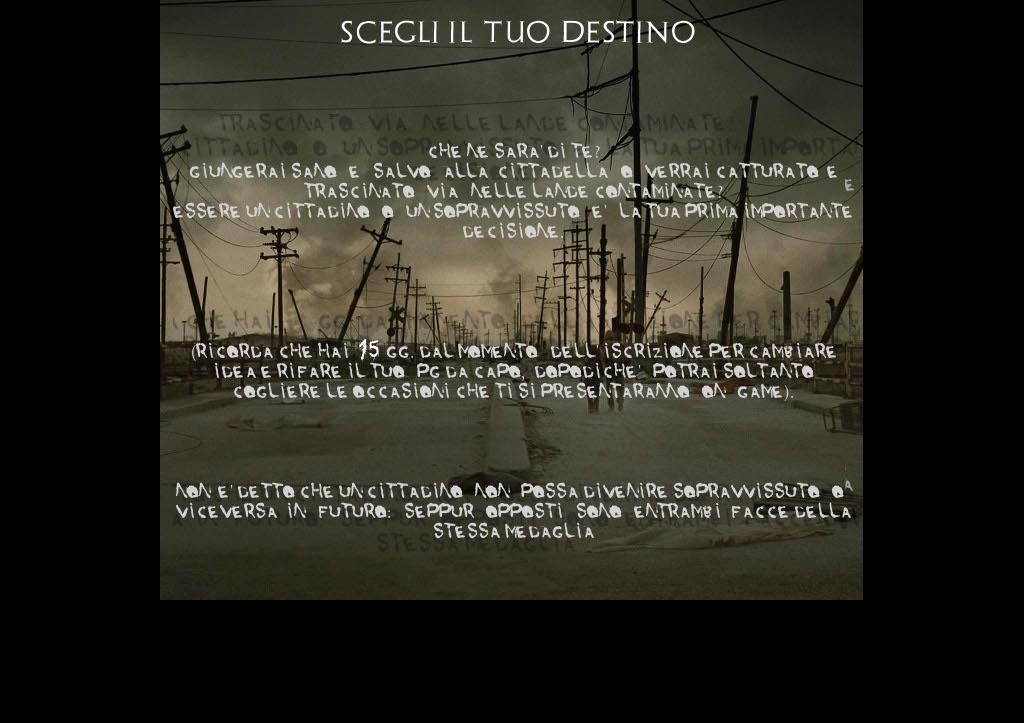 SCEGLI IL TUO DESTINO
CHE NE SARA' DI TE?
GIUNGERAI SANO E SALVO ALLA CITTADELLA O VERRAI CATTURATO E
TRASCINATO VIA NELLE LANDE CONTAMINATE?
ESSERE UN CITTADINO O UN SOPRAVVISSUTO E' LA TUA PRIMA IMPORTANTE
DECISIONE.
(RICORDA CHE HAI 15 GG. DAL MOMENTO DELL'ISCRIZIONE PER CAMBIARE
IDEA E RIFARE IL TUO PG DA CAPO, DOPODICHE' POTRAI SOLTANTO
COGLIERE LE OCCASIONI CHE TI SI PRESENTARANNO ON GAME).
NON E' DETTO CHE UN CITTADINO NON POSSA DIVENIRE SOPRAVVISSUTO O
VICEVERSA IN FUTURO: SEPPUR OPPOSTI SONO ENTRAMBI FACCE DELLA
STESSA MEDAGLIA